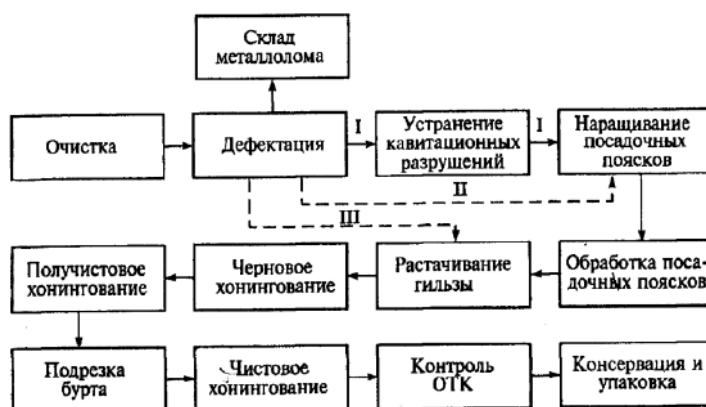 Склад
металлолома
Очистка
Дефектация
I
Устранение
кавитационных
разрушений
I
Наращивание
посадочных
поясков
II
III
Получистовое
хонингование
Черновое
хонингование
Растачивание
гильзы
Обработка поса-
дочных поясков
Подрезка
бурта
Чистовое
хонингование
Контроль
ОТК
Консервация и
упаковка